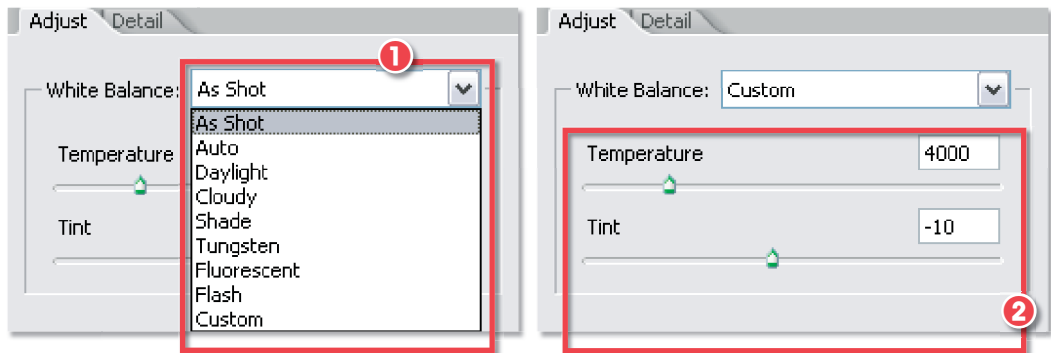 Adjust Detail
1
White Balance: As Shot
As Shot
Auto
Daylight
Cloudy
Shade
Tungsten
Fluorescent
Flash
Custom
Temperature
Tint
Adjust Detail
White Balance: Custom
Temperature 4000
Tint -10
2